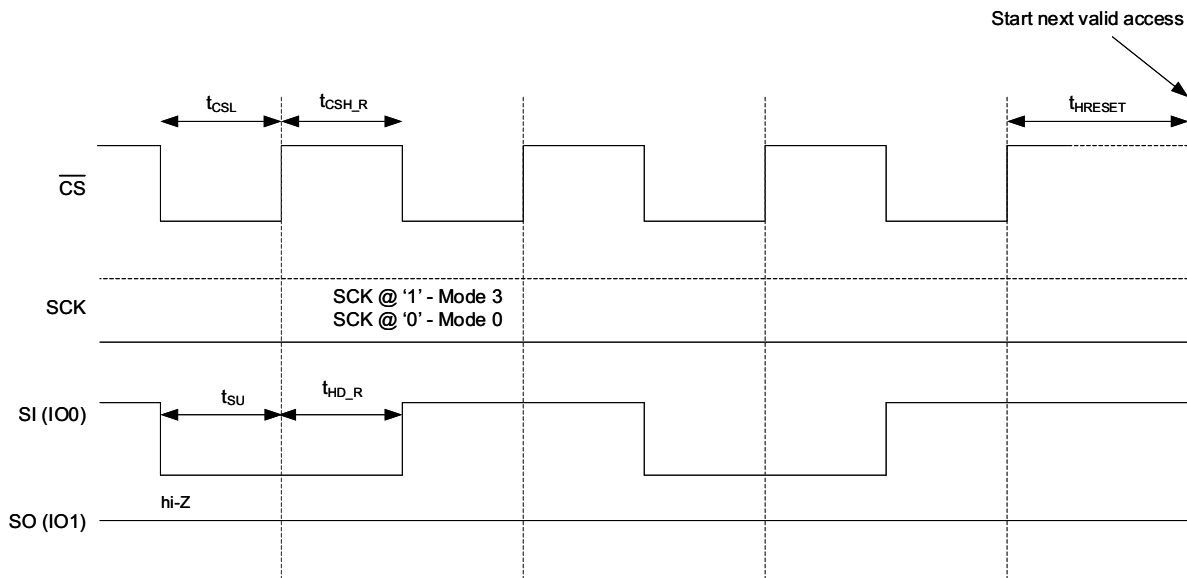 Start next valid access
tCSL
tCSH_R
tHRESET
CS
SCK
SCK @ ‘1’ - Mode 3
SCK @ ‘0’ - Mode 0
tSU
tHD_R
SI (IO0)
hi-Z
SO (IO1)